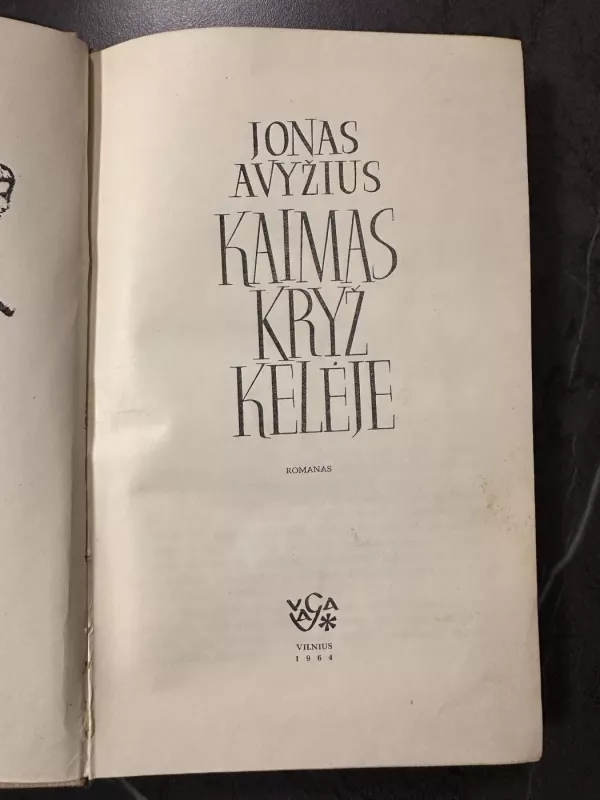 JONAS
AVYŽIUS
KAIMAS
KRYŽ
KELĖJE
ROMANAS
VAGA
VILNIUS
1964